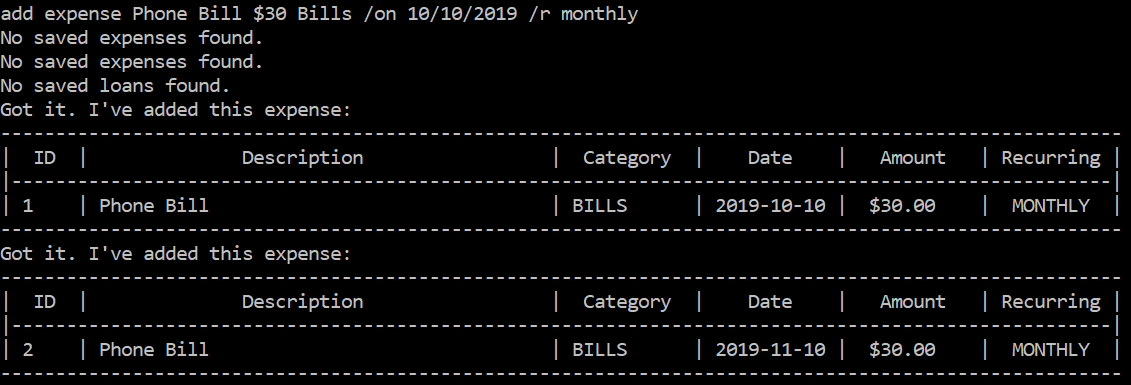 add expense Phone Bill $30 Bills /on 10/10/2019 /r monthly
No saved expenses found.
No saved expenses found.
No saved loans found.
Got it. I've added this expense:
------------------------------------------------------------------------------------------------------
|  ID  |              Description                 |  Category  |    Date    |   Amount   | Recurring |
|----------------------------------------------------------------------------------------------------|
| 1    | Phone Bill                               | BILLS      | 2019-10-10 |  $30.00    |  MONTHLY  |
------------------------------------------------------------------------------------------------------
Got it. I've added this expense:
------------------------------------------------------------------------------------------------------
|  ID  |              Description                 |  Category  |    Date    |   Amount   | Recurring |
|----------------------------------------------------------------------------------------------------|
| 2    | Phone Bill                               | BILLS      | 2019-11-10 |  $30.00    |  MONTHLY  |
------------------------------------------------------------------------------------------------------